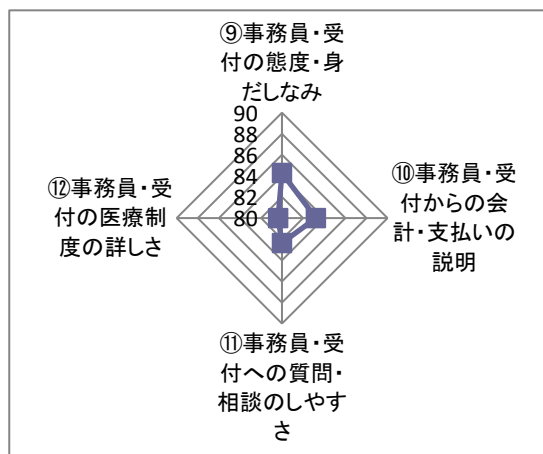 ⑨事務員・受
付の態度・身
だしなみ
90
88
86
84
82
80
⑩事務員・受
付からの会
計・支払いの
説明
⑪事務員・受
付への質問・
相談のしやす
さ
⑫事務員・受
付の医療制
度の詳しさ